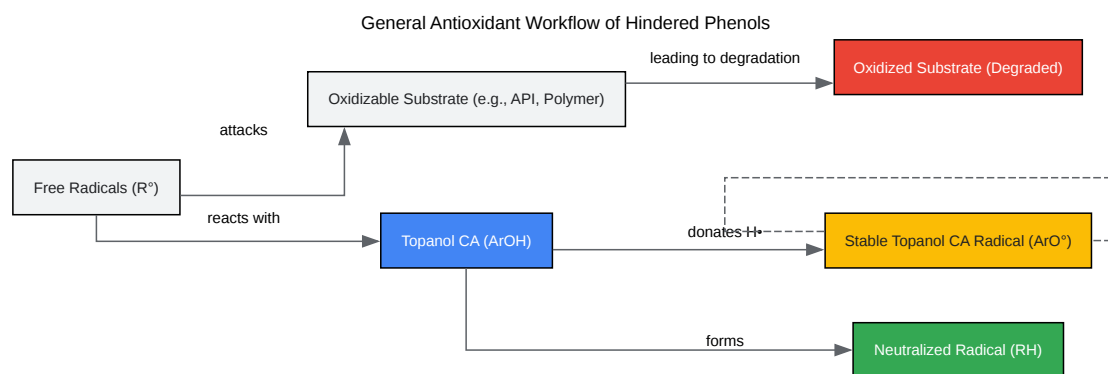 General Antioxidant Workflow of Hindered Phenols
leading to degradation
Oxidized Substrate (Degraded)
Oxidizable Substrate (e.g., API, Polymer)
attacks
Free Radicals (R°)
reacts with
Topanol CA (ArOH)
donates H•
Stable Topanol CA Radical (ArO°)
forms
Neutralized Radical (RH)